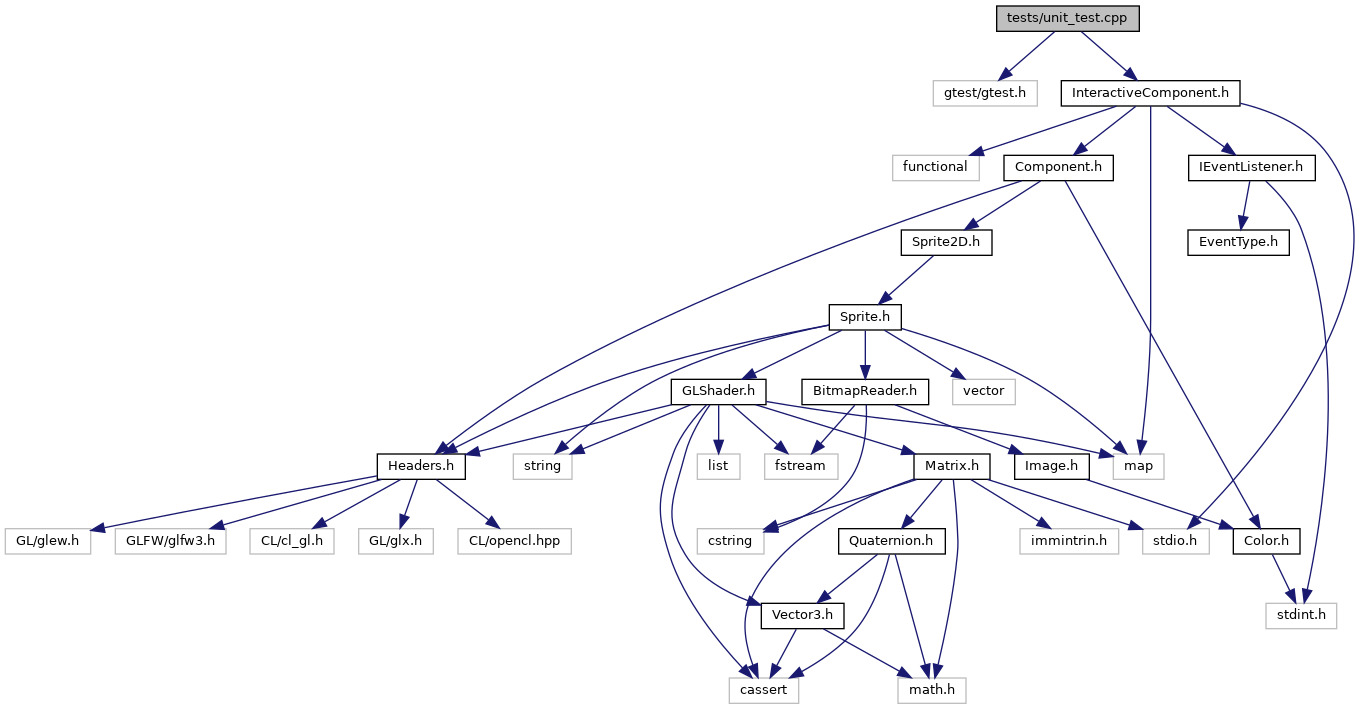 tests/unit_test.cpp
gtest/gtest.h
InteractiveComponent.h
functional
Component.h
IEventListener.h
Sprite2D.h
EventType.h
Sprite.h
GLShader.h
BitmapReader.h
vector
Headers.h
string
list
fstream
Matrix.h
Image.h
map
GL/glew.h
GLFW/glfw3.h
CL/cl_gl.h
GL/glx.h
CL/opencl.hpp
cstring
Quaternion.h
immintrin.h
stdio.h
Color.h
Vector3.h
stdint.h
cassert
math.h